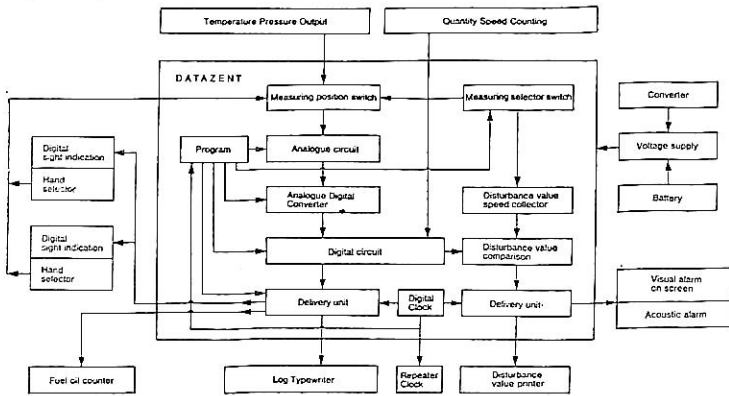 Temperature Pressure Output
Quantity Speed Counting
DATAZENT
Measuring position switch
Measuring selector switch
Converter
Digital
sight indication
Hand
selector
Program
Analogue circuit
Voltage supply
Analogue Digital
Converter
Disturbance value
speed collector
Battery
Digital
sight indication
Hand
selector
Digital circuit
Disturbance value
comparison
Delivery unit
Digital
Clock
Delivery unit
Visual alarm
on screen
Acoustic alarm
Fuel oil counter
Log Typewriter
Repeater
Clock
Disturbance
value printer